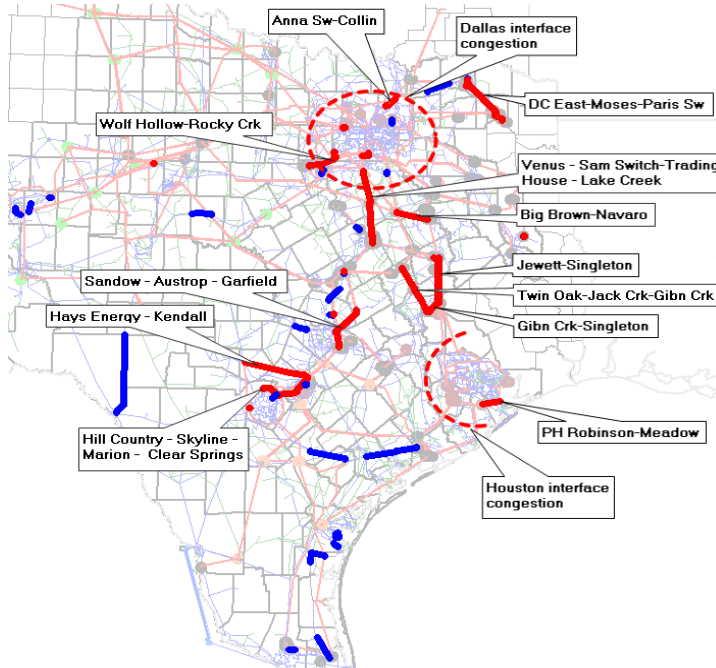 Anna Sw-Collin
Dallas interface
congestion
DC East-Moses-Paris Sw
Wolf Hollow-Rocky Crk
Venus - Sam Switch-Trading
House - Lake Creek
Big Brown-Navaro
Jewett-Singleton
Sandow - Austrop - Garfield
Twin Oak-Jack Crk-Gibn Crk
Hays Energy - Kendall
Gibn Crk-Singleton
Hill Country - Skyline -
Marion - Clear Springs
PH Robinson-Meadow
Houston interface
congestion